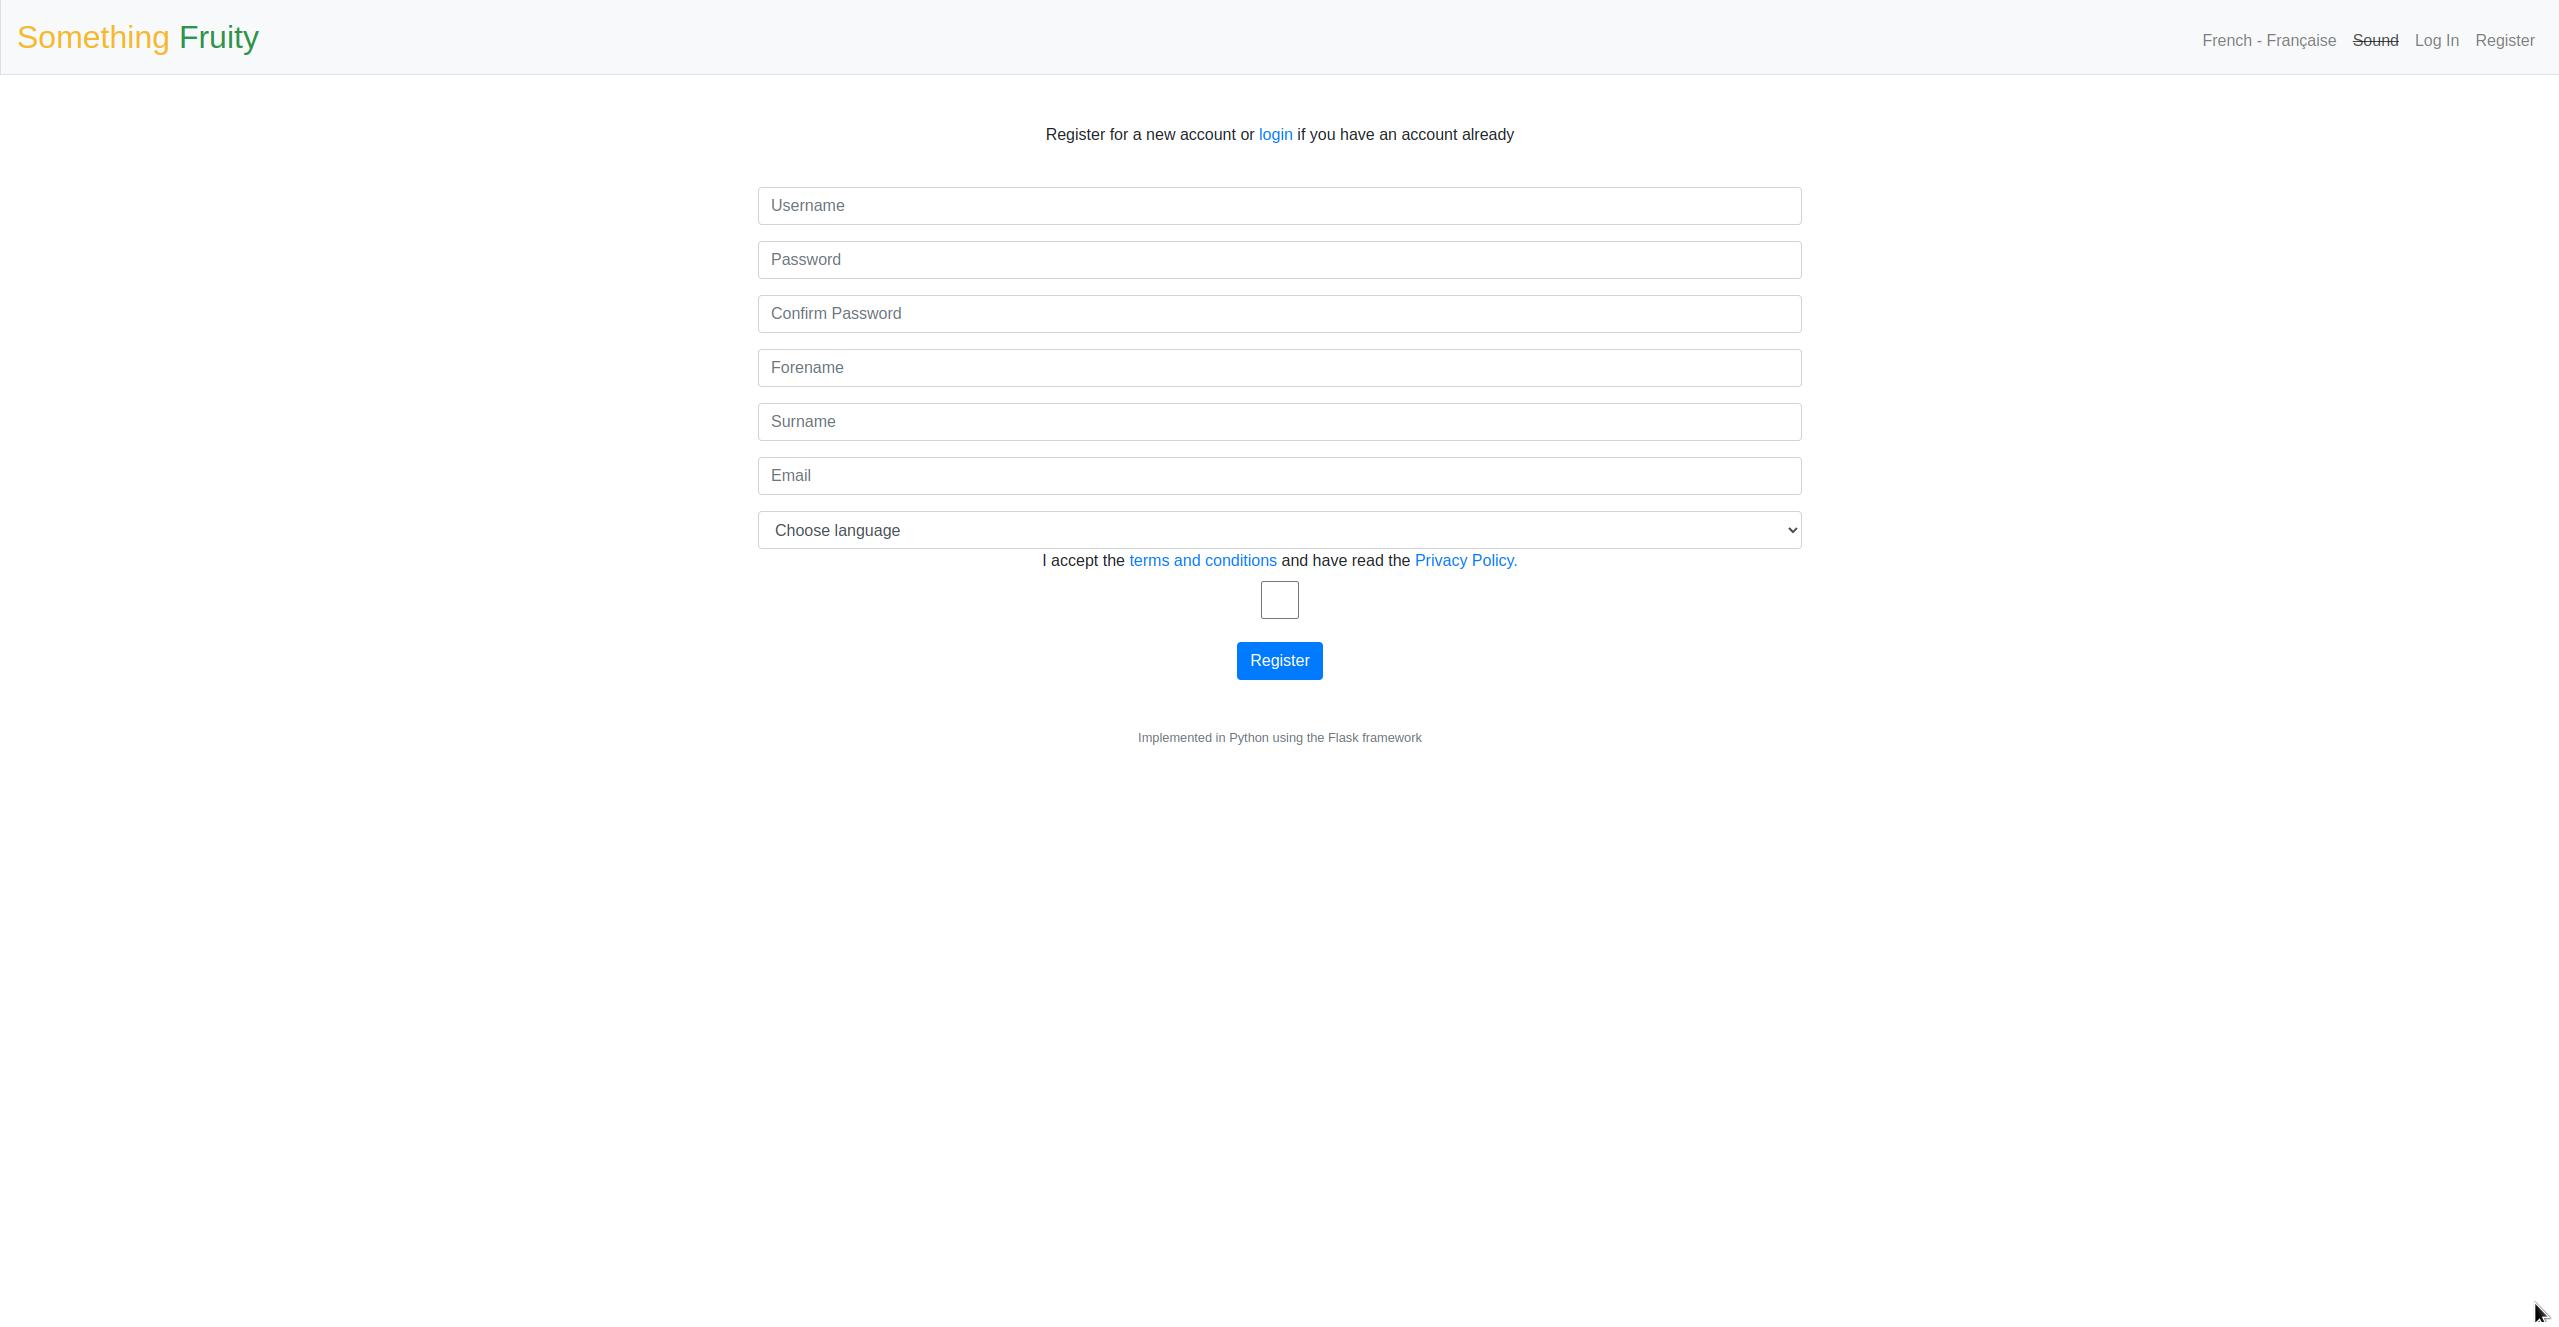 Something Fruity
French - Française Sound Log In Register
Register for a new account or login if you have an account already
Username
Password
Confirm Password
Forename
Surname
Email
Choose language
I accept the terms and conditions and have read the Privacy Policy.
Register
Implemented in Python using the Flask framework